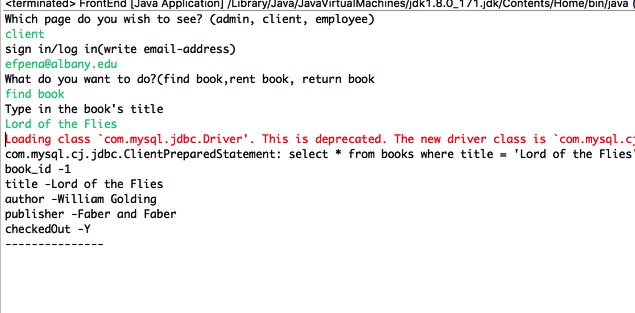 <terminated> FrontEnd [Java Application] /Library/Java/JavaVirtualMachines/jdk1.8.0_171.jdk/Contents/Home/bin/java (
Which page do you wish to see? (admin, client, employee)
client
sign in/log in(write email-address)
efpena@albany.edu
What do you want to do?(find book,rent book, return book
find book
Type in the book's title
Lord of the Flies
Loading class `com.mysql.jdbc.Driver'. This is deprecated. The new driver class is `com.mysql.cj
com.mysql.cj.jdbc.ClientPreparedStatement: select * from books where title = 'Lord of the Flies'
book_id -1
title -Lord of the Flies
author -William Golding
publisher -Faber and Faber
checkedOut -Y
---------------